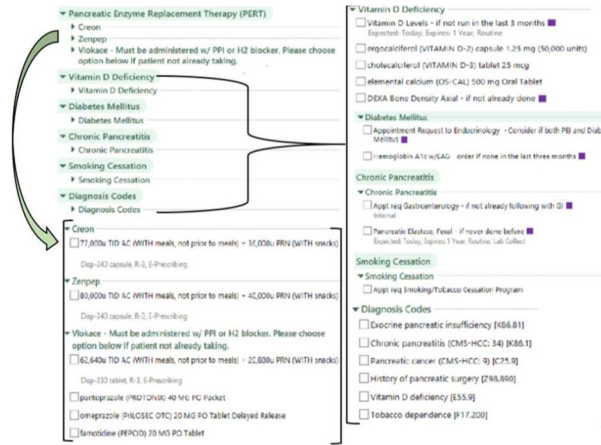 Pancreatic Enzyme Replacement Therapy (PERT)
Creon
Zenpep
Viokace - Must be administered w/ PPI or H2 blocker. Please choose
option below if patient not already taking.
Vitamin D Deficiency
Vitamin D Deficiency
Diabetes Mellitus
Diabetes Mellitus
Chronic Pancreatitis
Chronic Pancreatitis
Smoking Cessation
Smoking Cessation
Diagnosis Codes
Diagnosis Codes
Creon
72,000u TID AC (WITH meals, not prior to meals) + 36,000u PRN (WITH snacks)
Disp-240 capsule, R-3, E-Prescribing
Zenpep
80,000u TID AC (WITH meals, not prior to meals) + 40,000u PRN (WITH snacks)
Disp-240 capsule, R-3, E-Prescribing
Viokace - Must be administered w/ PPI or H2 blocker. Please choose
option below if patient not already taking.
62,640u TID AC (WITH meals, not prior to meals) + 20,880u PRN (WITH snacks)
Disp-330 tablet, R-3, E-Prescribing
pantoprazole (PROTONIX) 40 MG PO Packet
omeprazole (PriLOSEC OTC) 20 MG PO Tablet Delayed Release
famotidine (PEPCID) 20 MG PO Tablet
Vitamin D Deficiency
Vitamin D Levels - if not run in the last 3 months
Expected: Today, Expires: 1 Year, Routine
ergocalciferol (VITAMIN D-2) capsule 1.25 mg (50,000 units)
cholecalciferol (VITAMIN D-3) tablet 25 mcg
elemental calcium (OS-CAL) 500 mg Oral Tablet
DEXA Bone Density Axial - if not already done
Diabetes Mellitus
Appointment Request to Endocrinology - Consider if both PEI and Diab
Mellitus
Hemoglobin A1c w/EAG - order if none in the last three months
Chronic Pancreatitis
Chronic Pancreatitis
Appt req Gastroenterology - if not already following with GI
Internal
Pancreatic Elastase, Fecal - if never done before
Expected: Today, Expires: 1 Year, Routine, Lab Collect
Smoking Cessation
Smoking Cessation
Appt req Smoking/Tobacco Cessation Program
Diagnosis Codes
Exocrine pancreatic insufficiency [K86.81]
Chronic pancreatitis (CMS-HCC: 34) [K86.1]
Pancreatic cancer (CMS-HCC: 9) [C25.9]
History of pancreatic surgery [Z98.890]
Vitamin D deficiency [E55.9]
Tobacco dependence [F17.200]